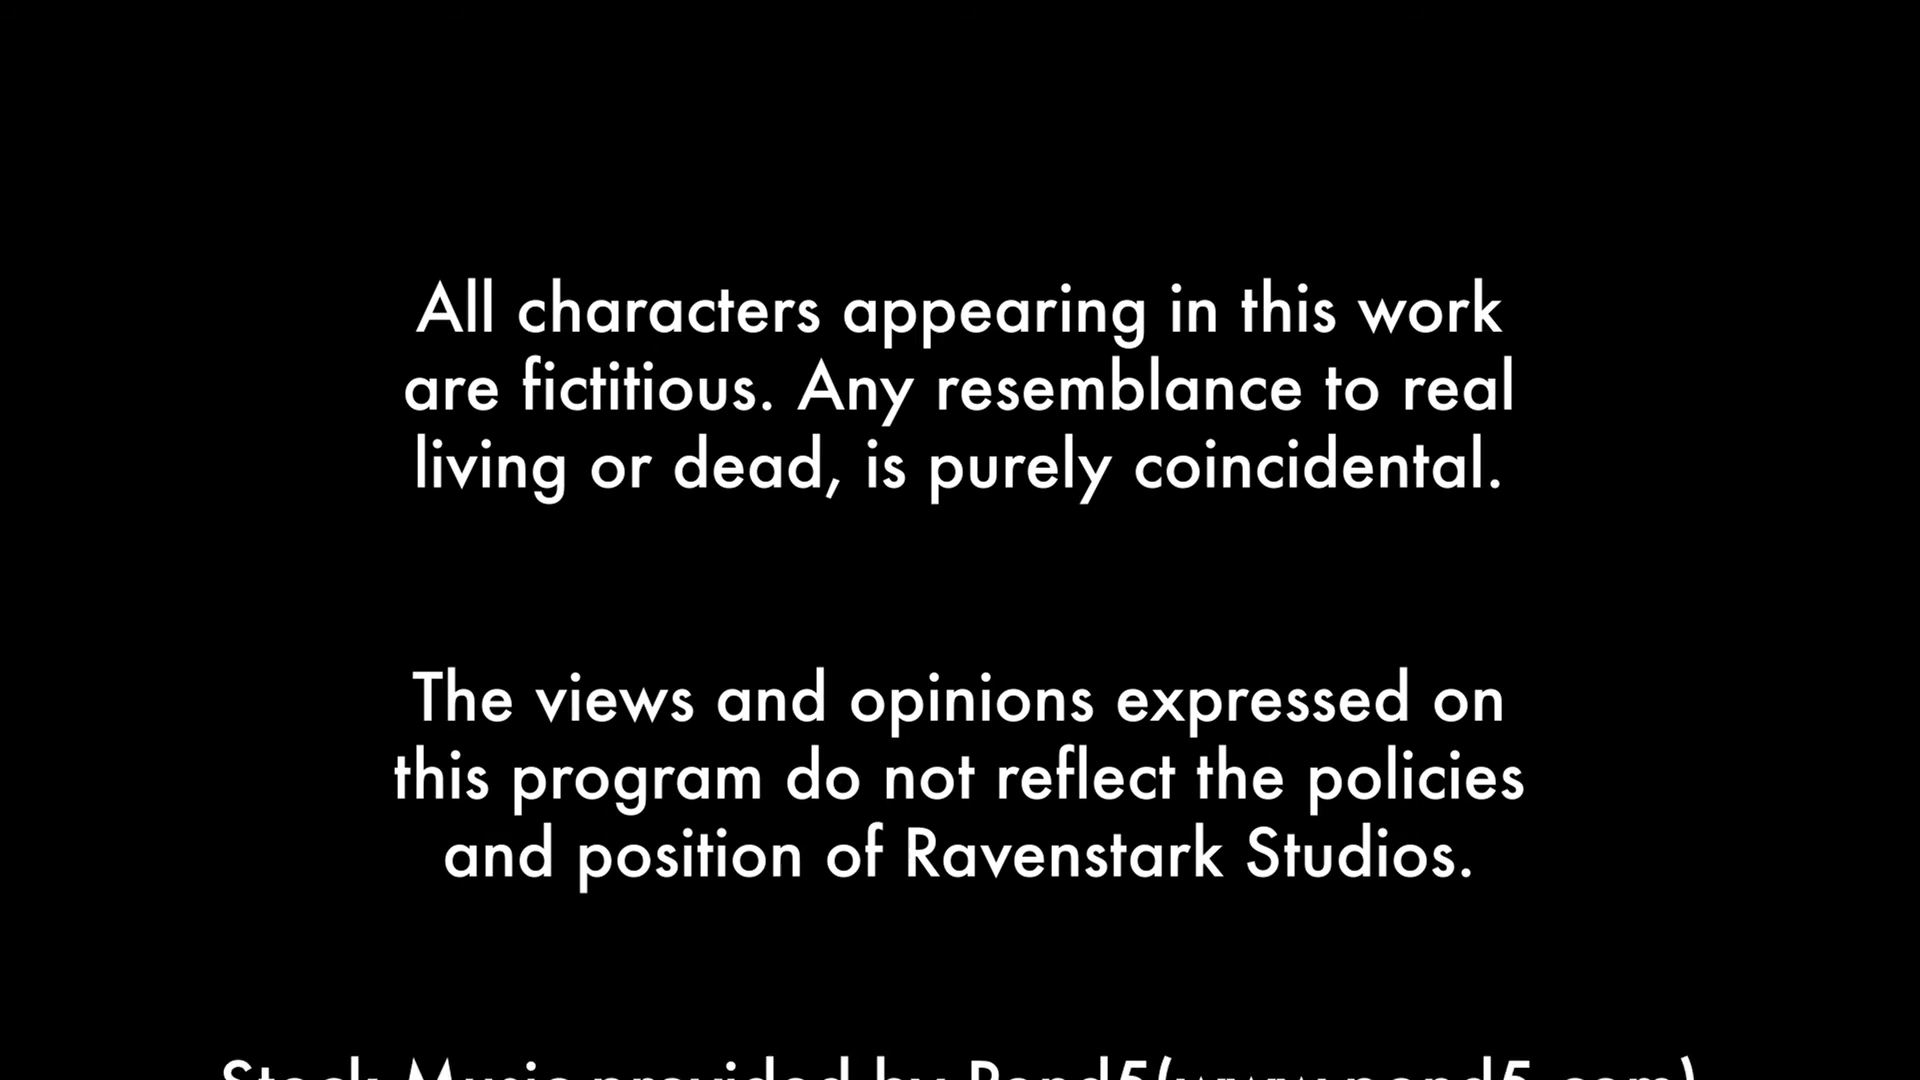 All characters appearing in this work
are fictitious. Any resemblance to real
living or dead, is purely coincidental.
The views and opinions expressed on
this program do not reflect the policies
and position of Ravenstark Studios.
Stock Music provided by Pond5(www.pond5.com)